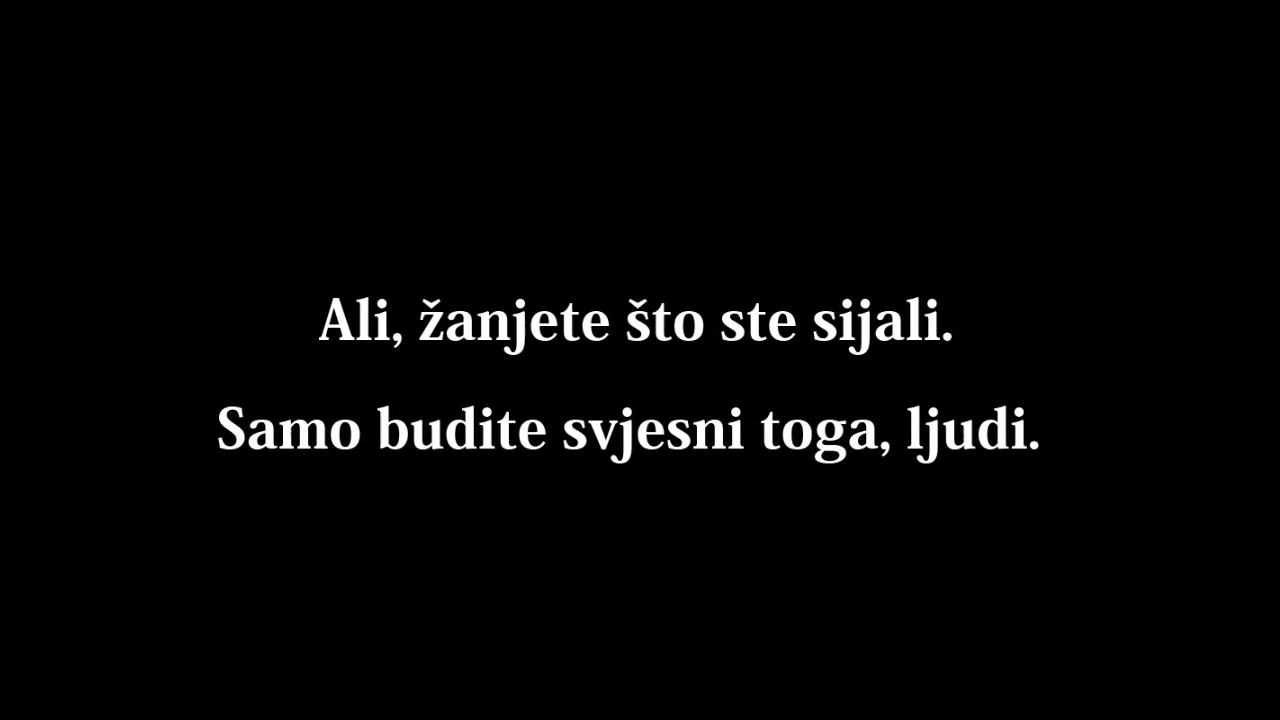 Ali, žanjete što ste sijali.
Samo budite svjesni toga, ljudi.